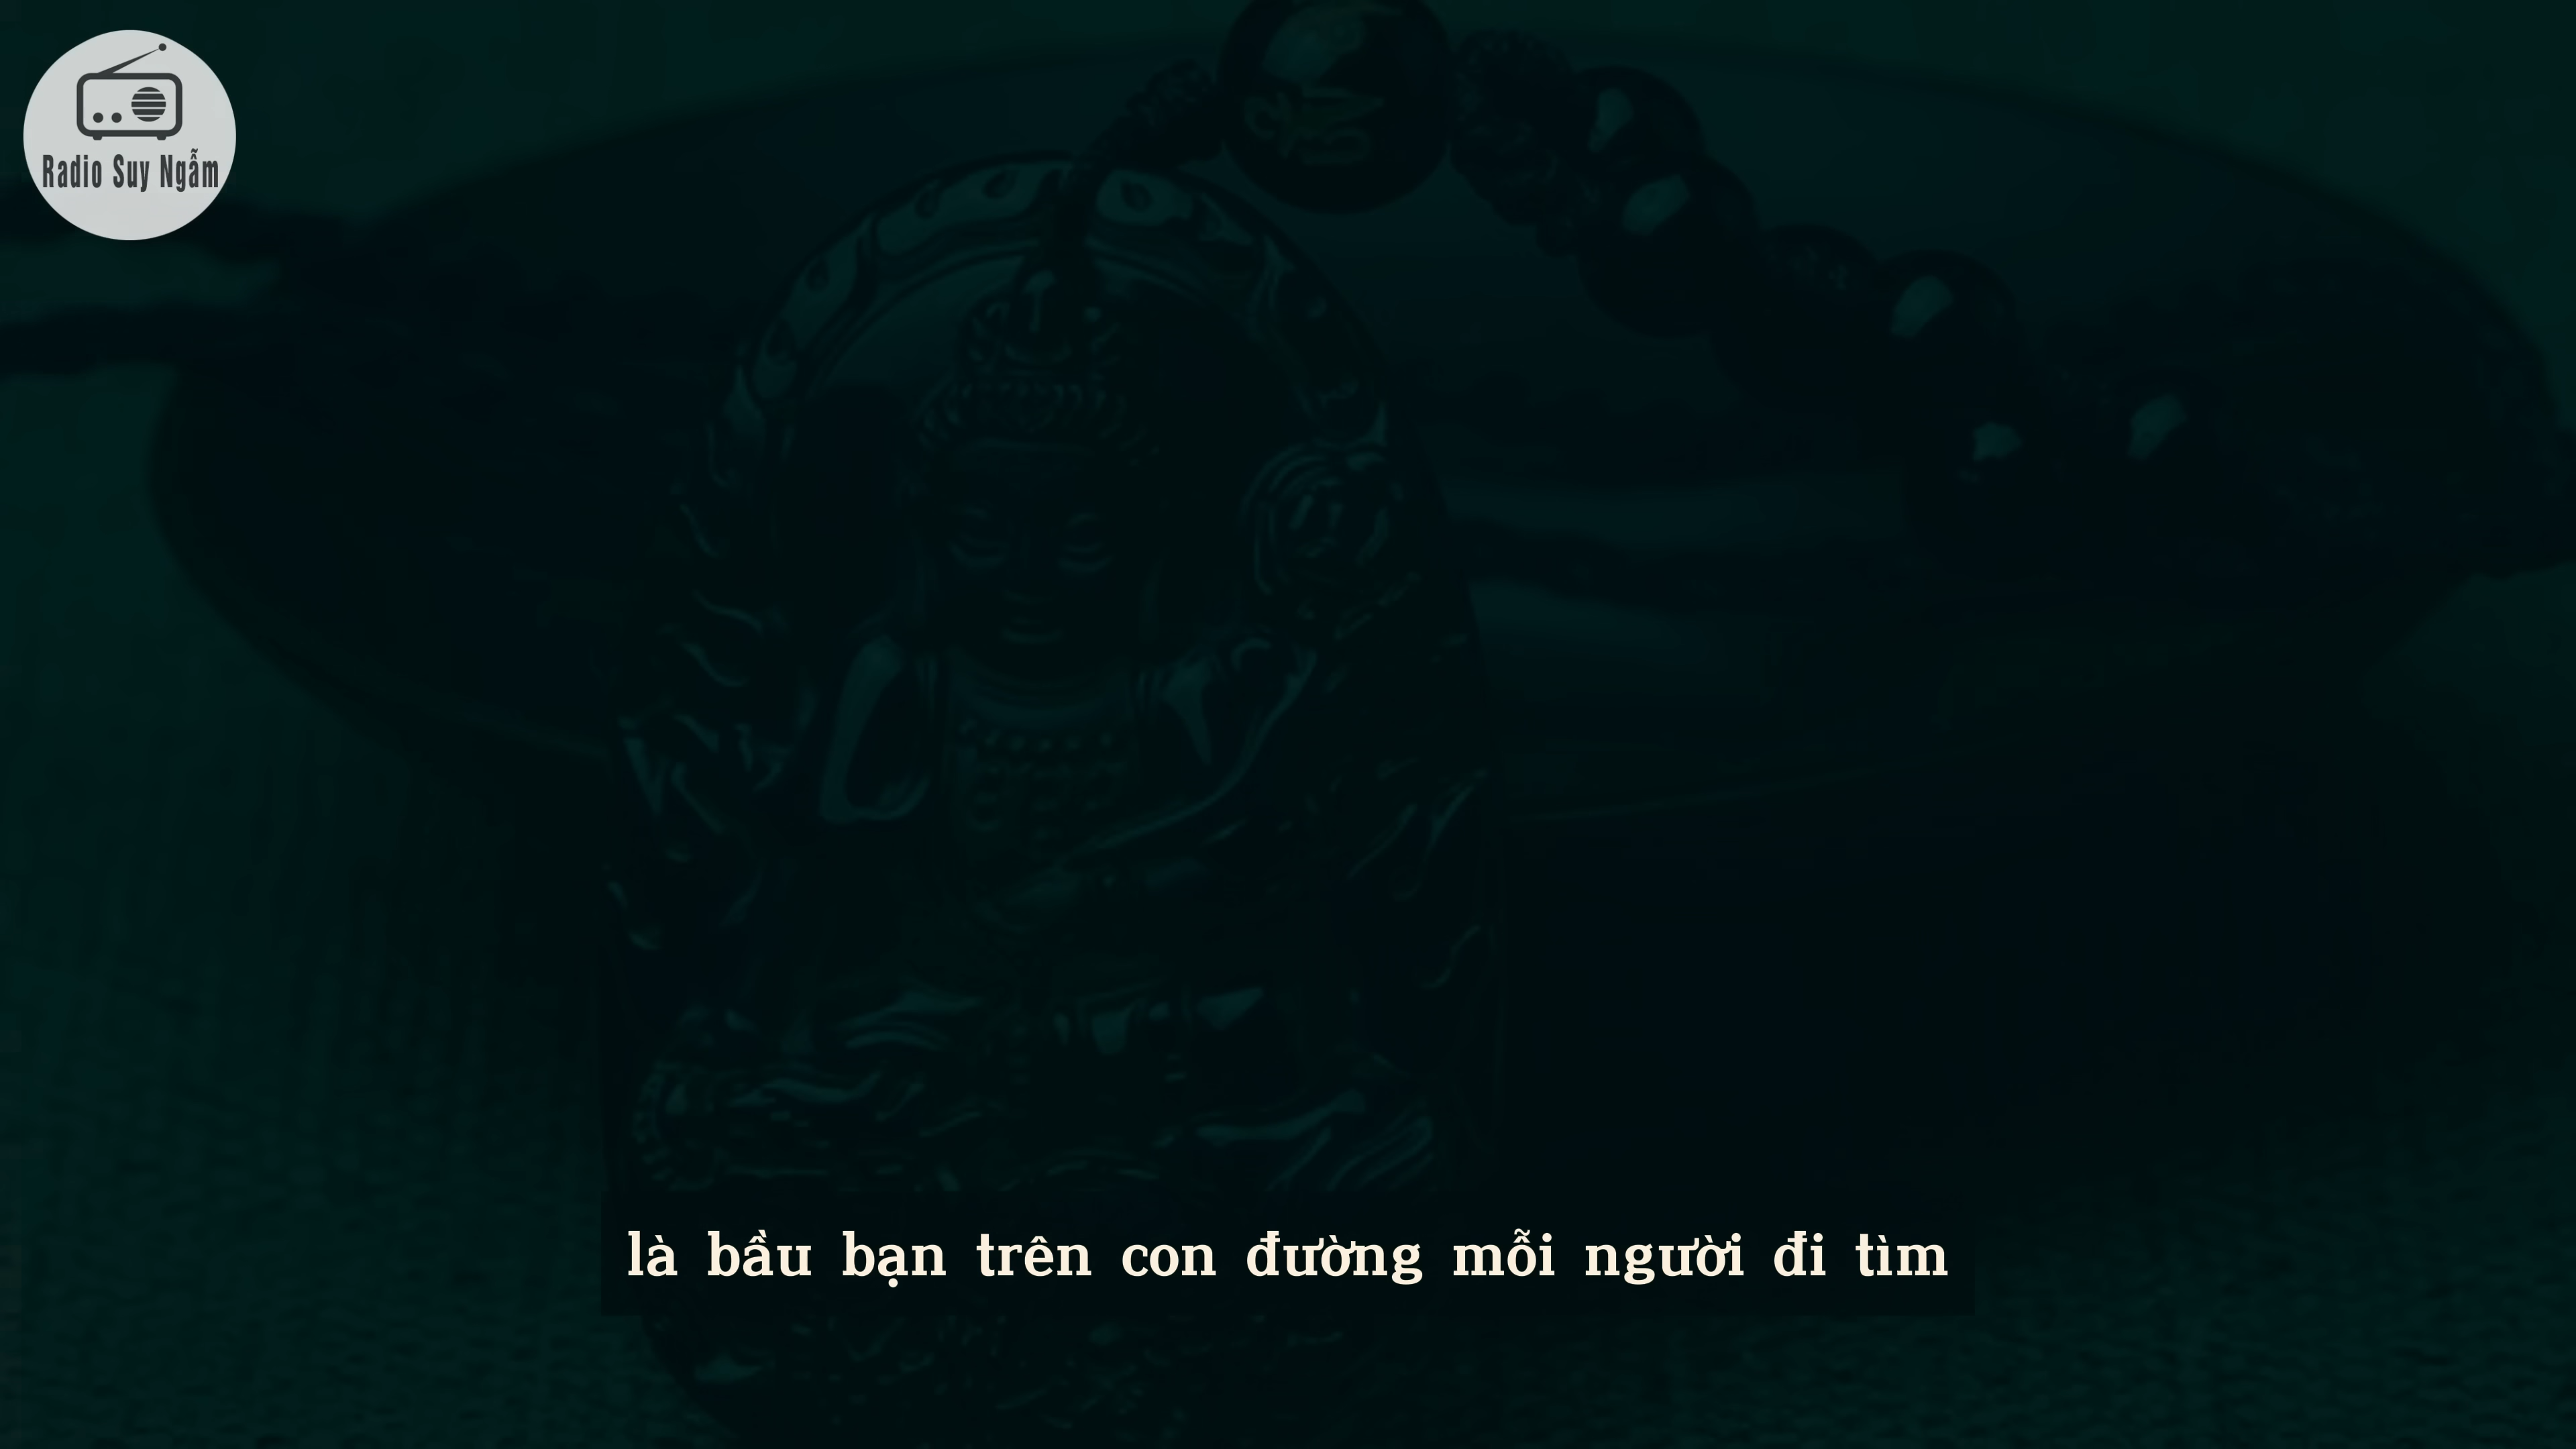 Radio Suy Ngẫm
là bầu bạn trên con đường mỗi người đi tìm